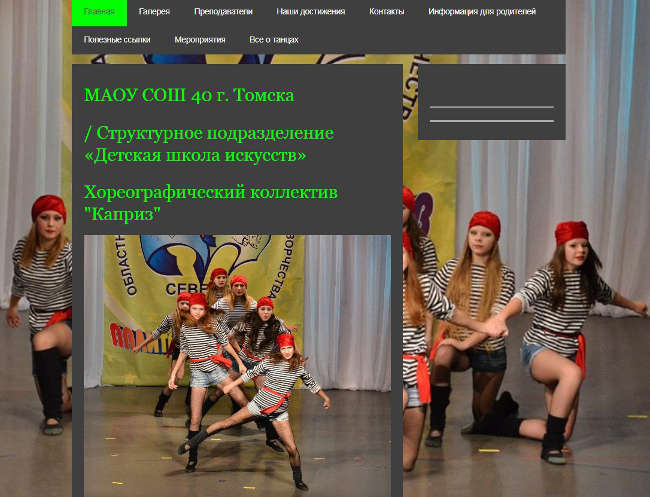 Главная Галерея Преподаватели Наши достижения Контакты Информация для родителей
Полезные ссылки Мероприятия Все о танцах
МАОУ СОШ 40 г. Томска
/ Структурное подразделение
«Детская школа искусств»
Хореографический коллектив
"Каприз"
СЕВЕ